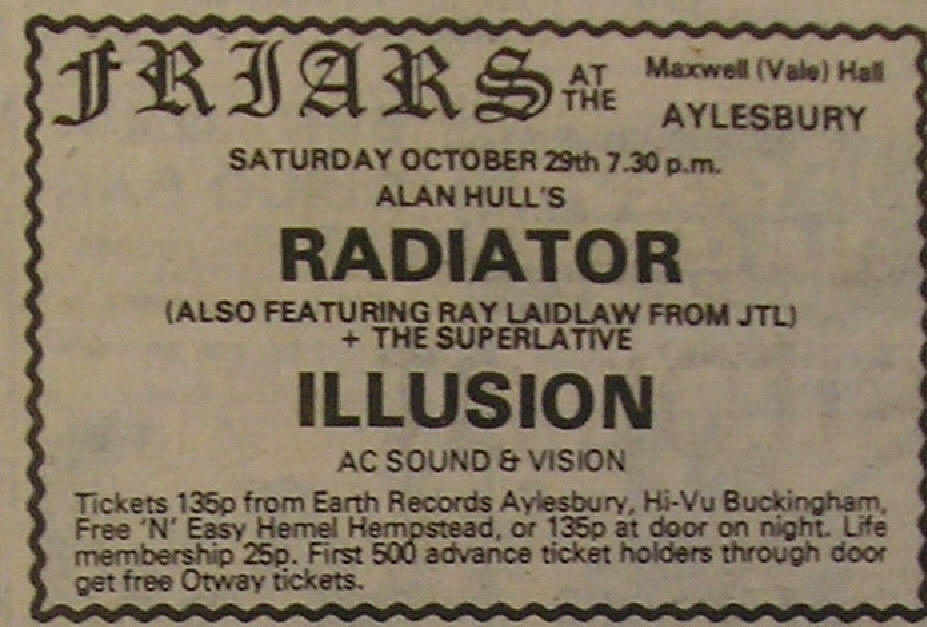 FRIARS AT THE Maxwell (Vale) Hall AYLESBURY
SATURDAY OCTOBER 29th 7.30 p.m.
ALAN HULL'S
RADIATOR
(ALSO FEATURING RAY LAIDLAW FROM JTL)
+ THE SUPERLATIVE
ILLUSION
AC SOUND & VISION
Tickets 135p from Earth Records Aylesbury, Hi-Vu Buckingham,
Free 'N' Easy Hemel Hempstead, or 135p at door on night. Life
membership 25p. First 500 advance ticket holders through door
get free Otway tickets.